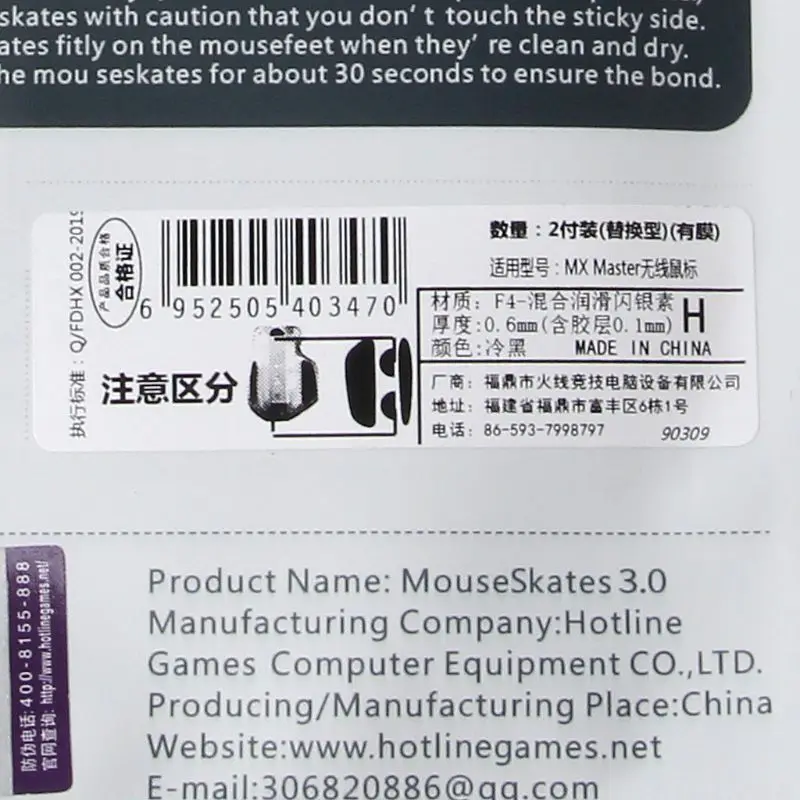 skates with caution that you don't touch the sticky side.
ates fitly on the mousefeet when they're clean and dry.
he mou seskates for about 30 seconds to ensure the bond.
执行标准：Q/FDHX 002-2019
产品品质合格
合格证
6 952505 403470
数量：2付装(替换型)(有膜)
适用型号：MX Master无线鼠标
材质：F4-混合润滑闪银素
厚度:0.6mm(含胶层0.1mm) H
颜色:冷黑 MADE IN CHINA
注意区分
厂商：福鼎市火线竞技电脑设备有限公司
地址：福建省福鼎市富丰区6栋1号
电话：86-593-7998797 90309
防伪电话:400-8155-888
官网查询: http://www.hotlinegames.net/
Product Name: MouseSkates 3.0
Manufacturing Company:Hotline
Games Computer Equipment CO.,LTD.
Producing/Manufacturing Place:China
Website:www.hotlinegames.net
E-mail:306820886@qq.com